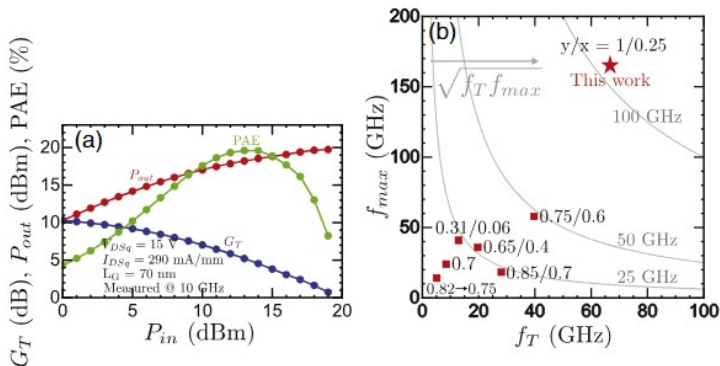 G_T (dB), P_out (dBm), PAE (%)
(a)
20
15
10
5
0
PAE
P_out
G_T
V_DSq = 15 V
I_DSq = 290 mA/mm
L_G = 70 nm
Measured @ 10 GHz
0 5 10 15 20
P_in (dBm)
(b)
f_max (GHz)
200
150
100
50
0
y/x = 1/0.25
This work
√f_T f_max
100 GHz
0.75/0.6
0.31/0.06
0.65/0.4
50 GHz
0.7
0.85/0.7
25 GHz
0.82→0.75
0 20 40 60 80 100
f_T (GHz)